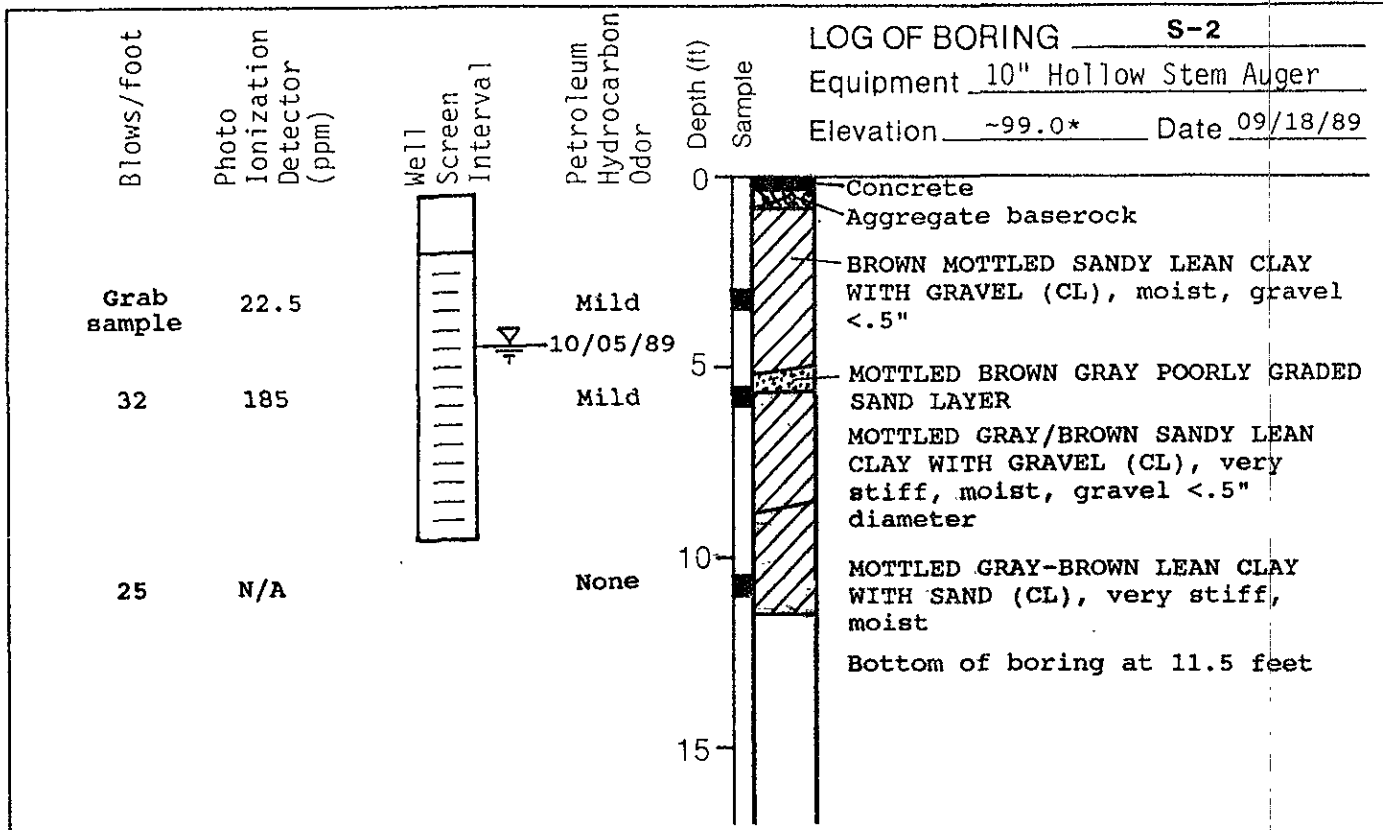 LOG OF BORING S-2
Equipment 10" Hollow Stem Auger
Elevation ~99.0* Date 09/18/89
Blows/foot
Photo
Ionization
Detector
(ppm)
Well
Screen
Interval
Petroleum
Hydrocarbon
Odor
Depth (ft)
Sample
0
Concrete
Aggregate baserock
BROWN MOTTLED SANDY LEAN CLAY
WITH GRAVEL (CL), moist, gravel
<.5"
Grab
sample
22.5
Mild
10/05/89
5
MOTTLED BROWN GRAY POORLY GRADED
SAND LAYER
32
185
Mild
MOTTLED GRAY/BROWN SANDY LEAN
CLAY WITH GRAVEL (CL), very
stiff, moist, gravel <.5"
diameter
10
25
N/A
None
MOTTLED GRAY-BROWN LEAN CLAY
WITH SAND (CL), very stiff,
moist
Bottom of boring at 11.5 feet
15